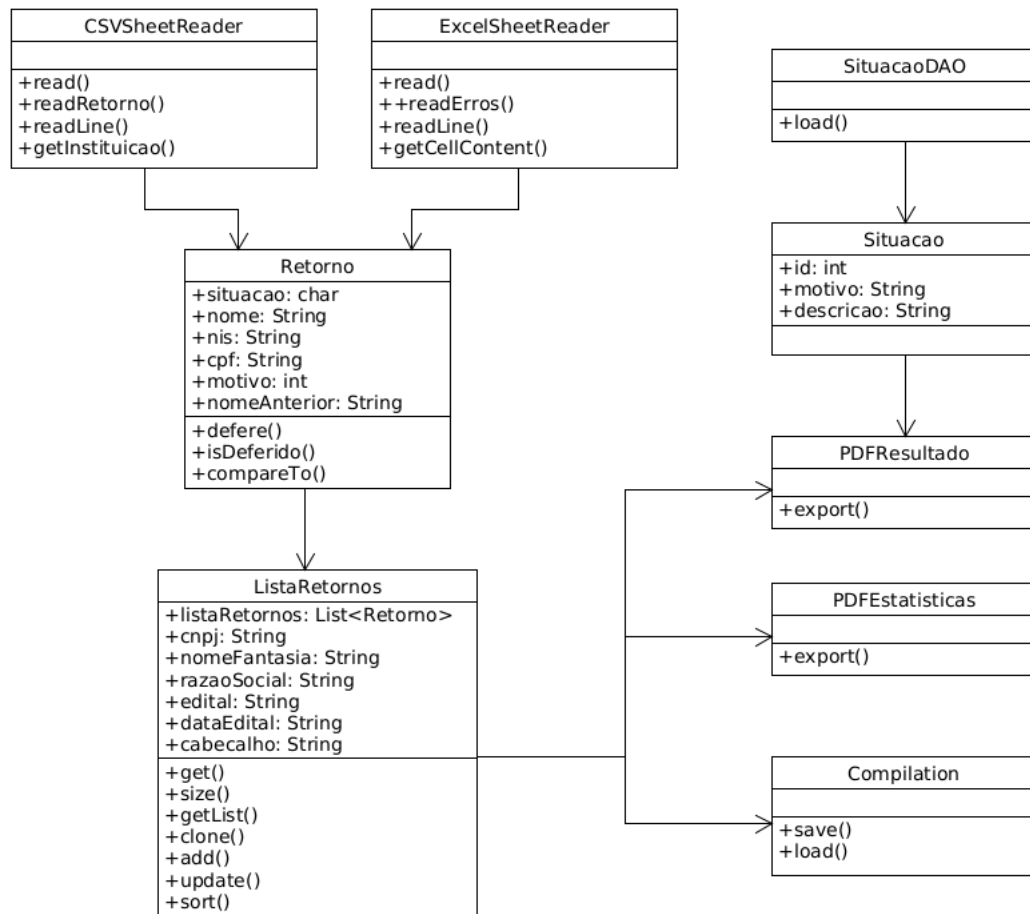 CSVSheetReader
+read()
+readRetorno()
+readLine()
+getInstituicao()
ExcelSheetReader
+read()
++readErros()
+readLine()
+getCellContent()
SituacaoDAO
+load()
Situacao
+id: int
+motivo: String
+descricao: String
Retorno
+situacao: char
+nome: String
+nis: String
+cpf: String
+motivo: int
+nomeAnterior: String
+defere()
+isDeferido()
+compareTo()
PDFResultado
+export()
ListaRetornos
+listaRetornos: List<Retorno>
+cnpj: String
+nomeFantasia: String
+razaoSocial: String
+edital: String
+dataEdital: String
+cabecalho: String
+get()
+size()
+getList()
+clone()
+add()
+update()
+sort()
PDFEstatisticas
+export()
Compilation
+save()
+load()